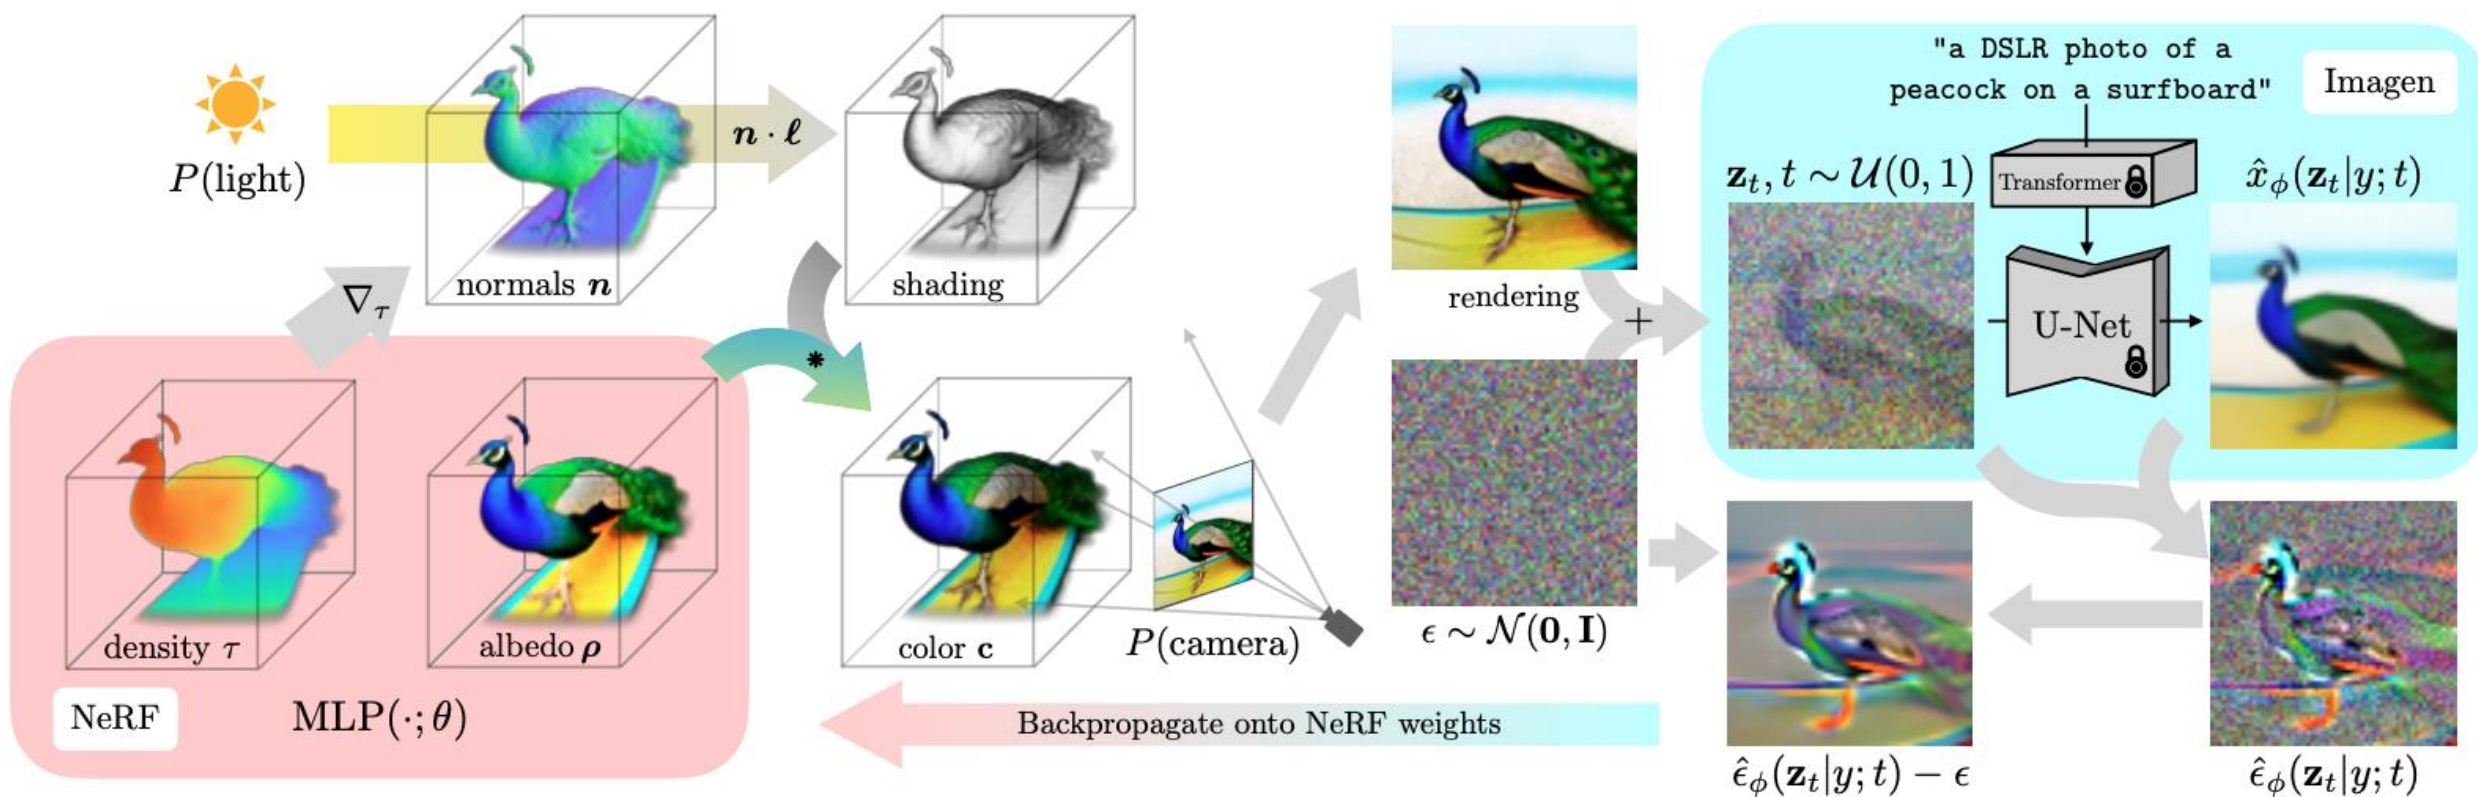 P(light)
n · ℓ
normals n
shading
∇τ
*
density τ
albedo ρ
color c
NeRF
MLP(·; θ)
P(camera)
rendering
+
ϵ ∼ 𝒩(0, I)
"a DSLR photo of a
peacock on a surfboard"
Imagen
z_t, t ∼ 𝒰(0, 1)
Transformer
x̂_ϕ(z_t|y; t)
U-Net
Backpropagate onto NeRF weights
ϵ̂_ϕ(z_t|y; t) − ϵ
ϵ̂_ϕ(z_t|y; t)